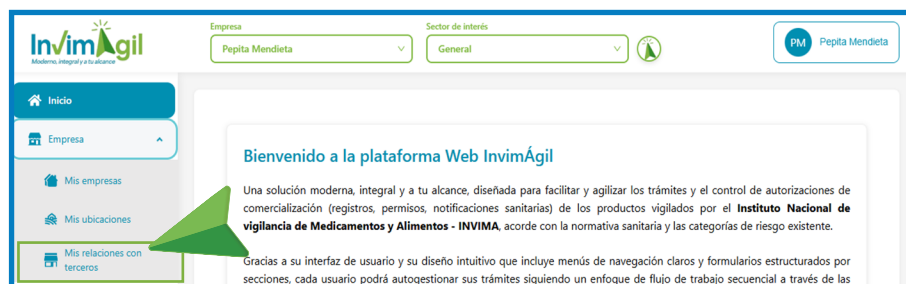 InvimÁgil
Moderno, integral y a tu alcance
Empresa
Pepita Mendieta
Sector de interés
General
PM Pepita Mendieta
Inicio
Empresa
Mis empresas
Mis ubicaciones
Mis relaciones con
terceros
Bienvenido a la plataforma Web InvimÁgil
Una solución moderna, integral y a tu alcance, diseñada para facilitar y agilizar los trámites y el control de autorizaciones de
comercialización (registros, permisos, notificaciones sanitarias) de los productos vigilados por el Instituto Nacional de
vigilancia de Medicamentos y Alimentos - INVIMA, acorde con la normativa sanitaria y las categorías de riesgo existente.
Gracias a su interfaz de usuario y su diseño intuitivo que incluye menús de navegación claros y formularios estructurados por
secciones, cada usuario podrá autogestionar sus trámites siguiendo un enfoque de flujo de trabajo secuencial a través de las